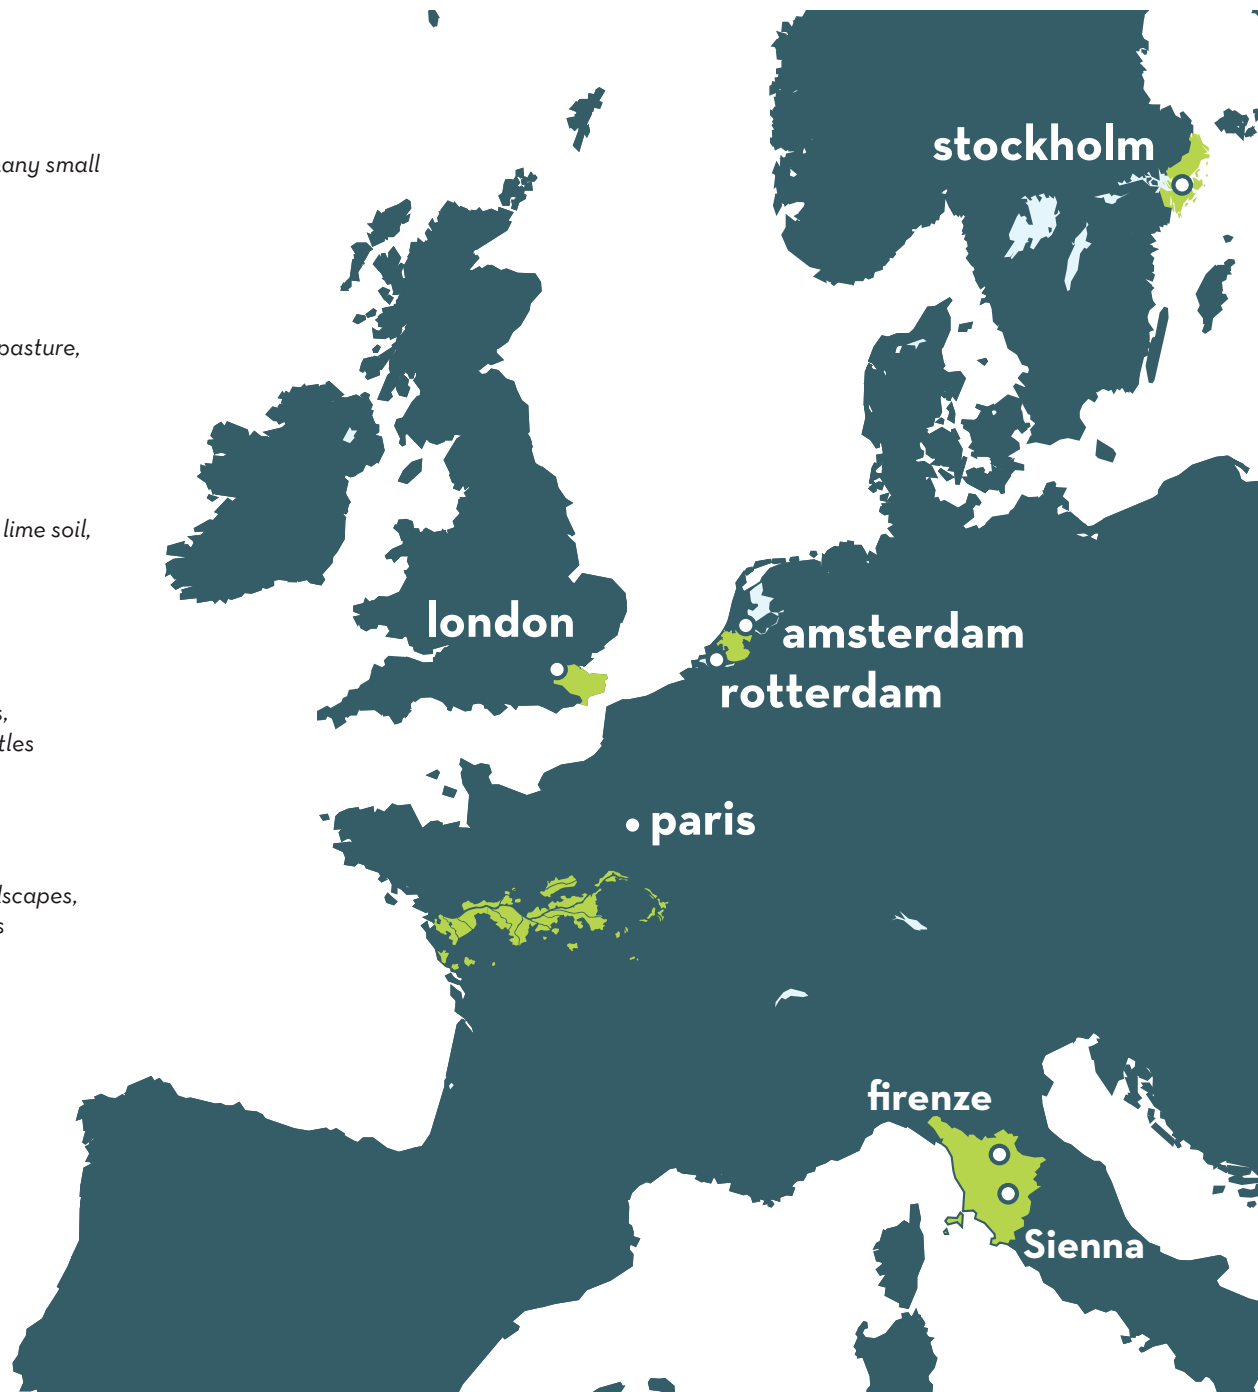 any small
pasture,
lime soil,
s,
tles
dscapes,
s
stockholm
london
amsterdam
rotterdam
paris
firenze
Sienna